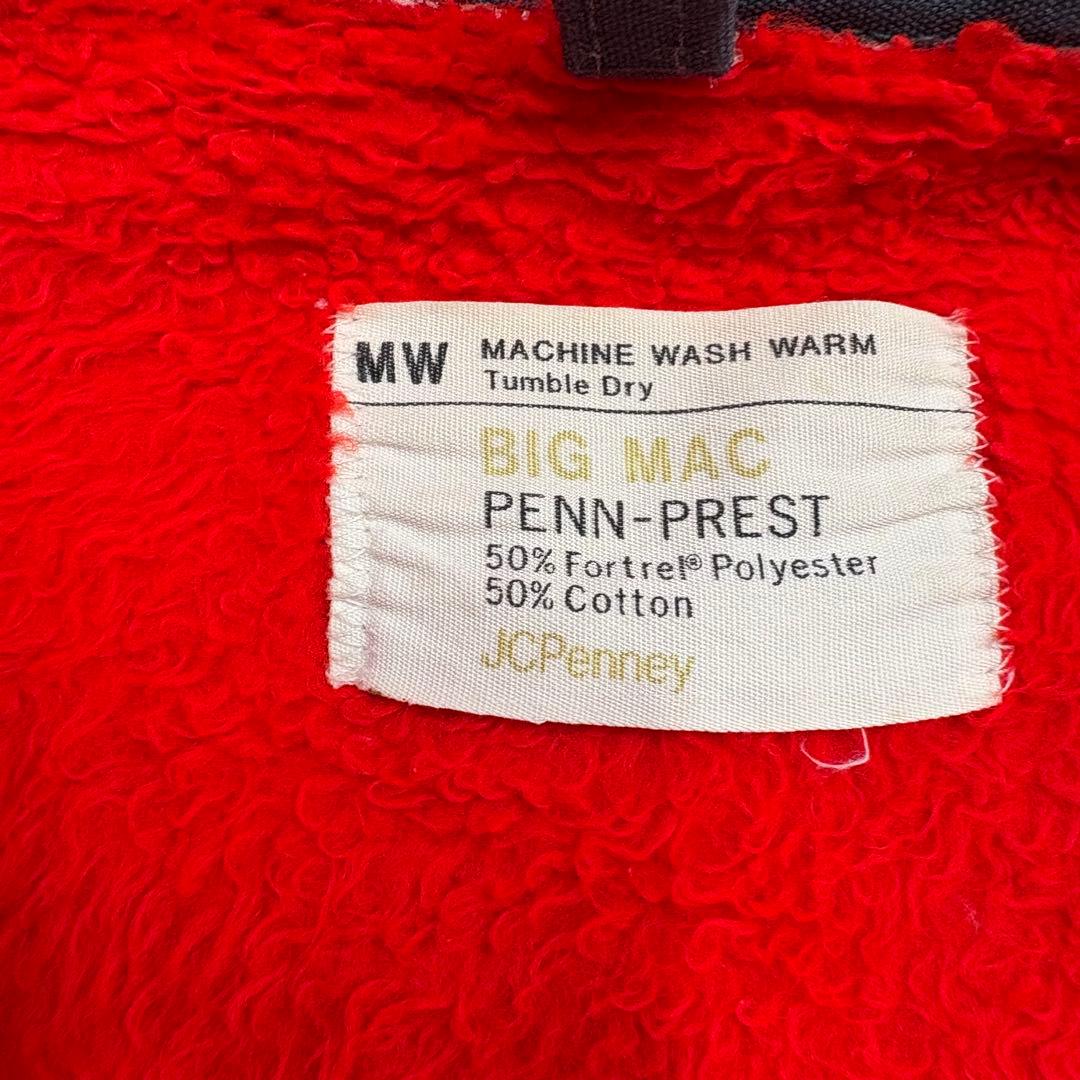 MW MACHINE WASH WARM
Tumble Dry
BIG MAC
PENN-PREST
50% Fortrel® Polyester
50% Cotton
JCPenney